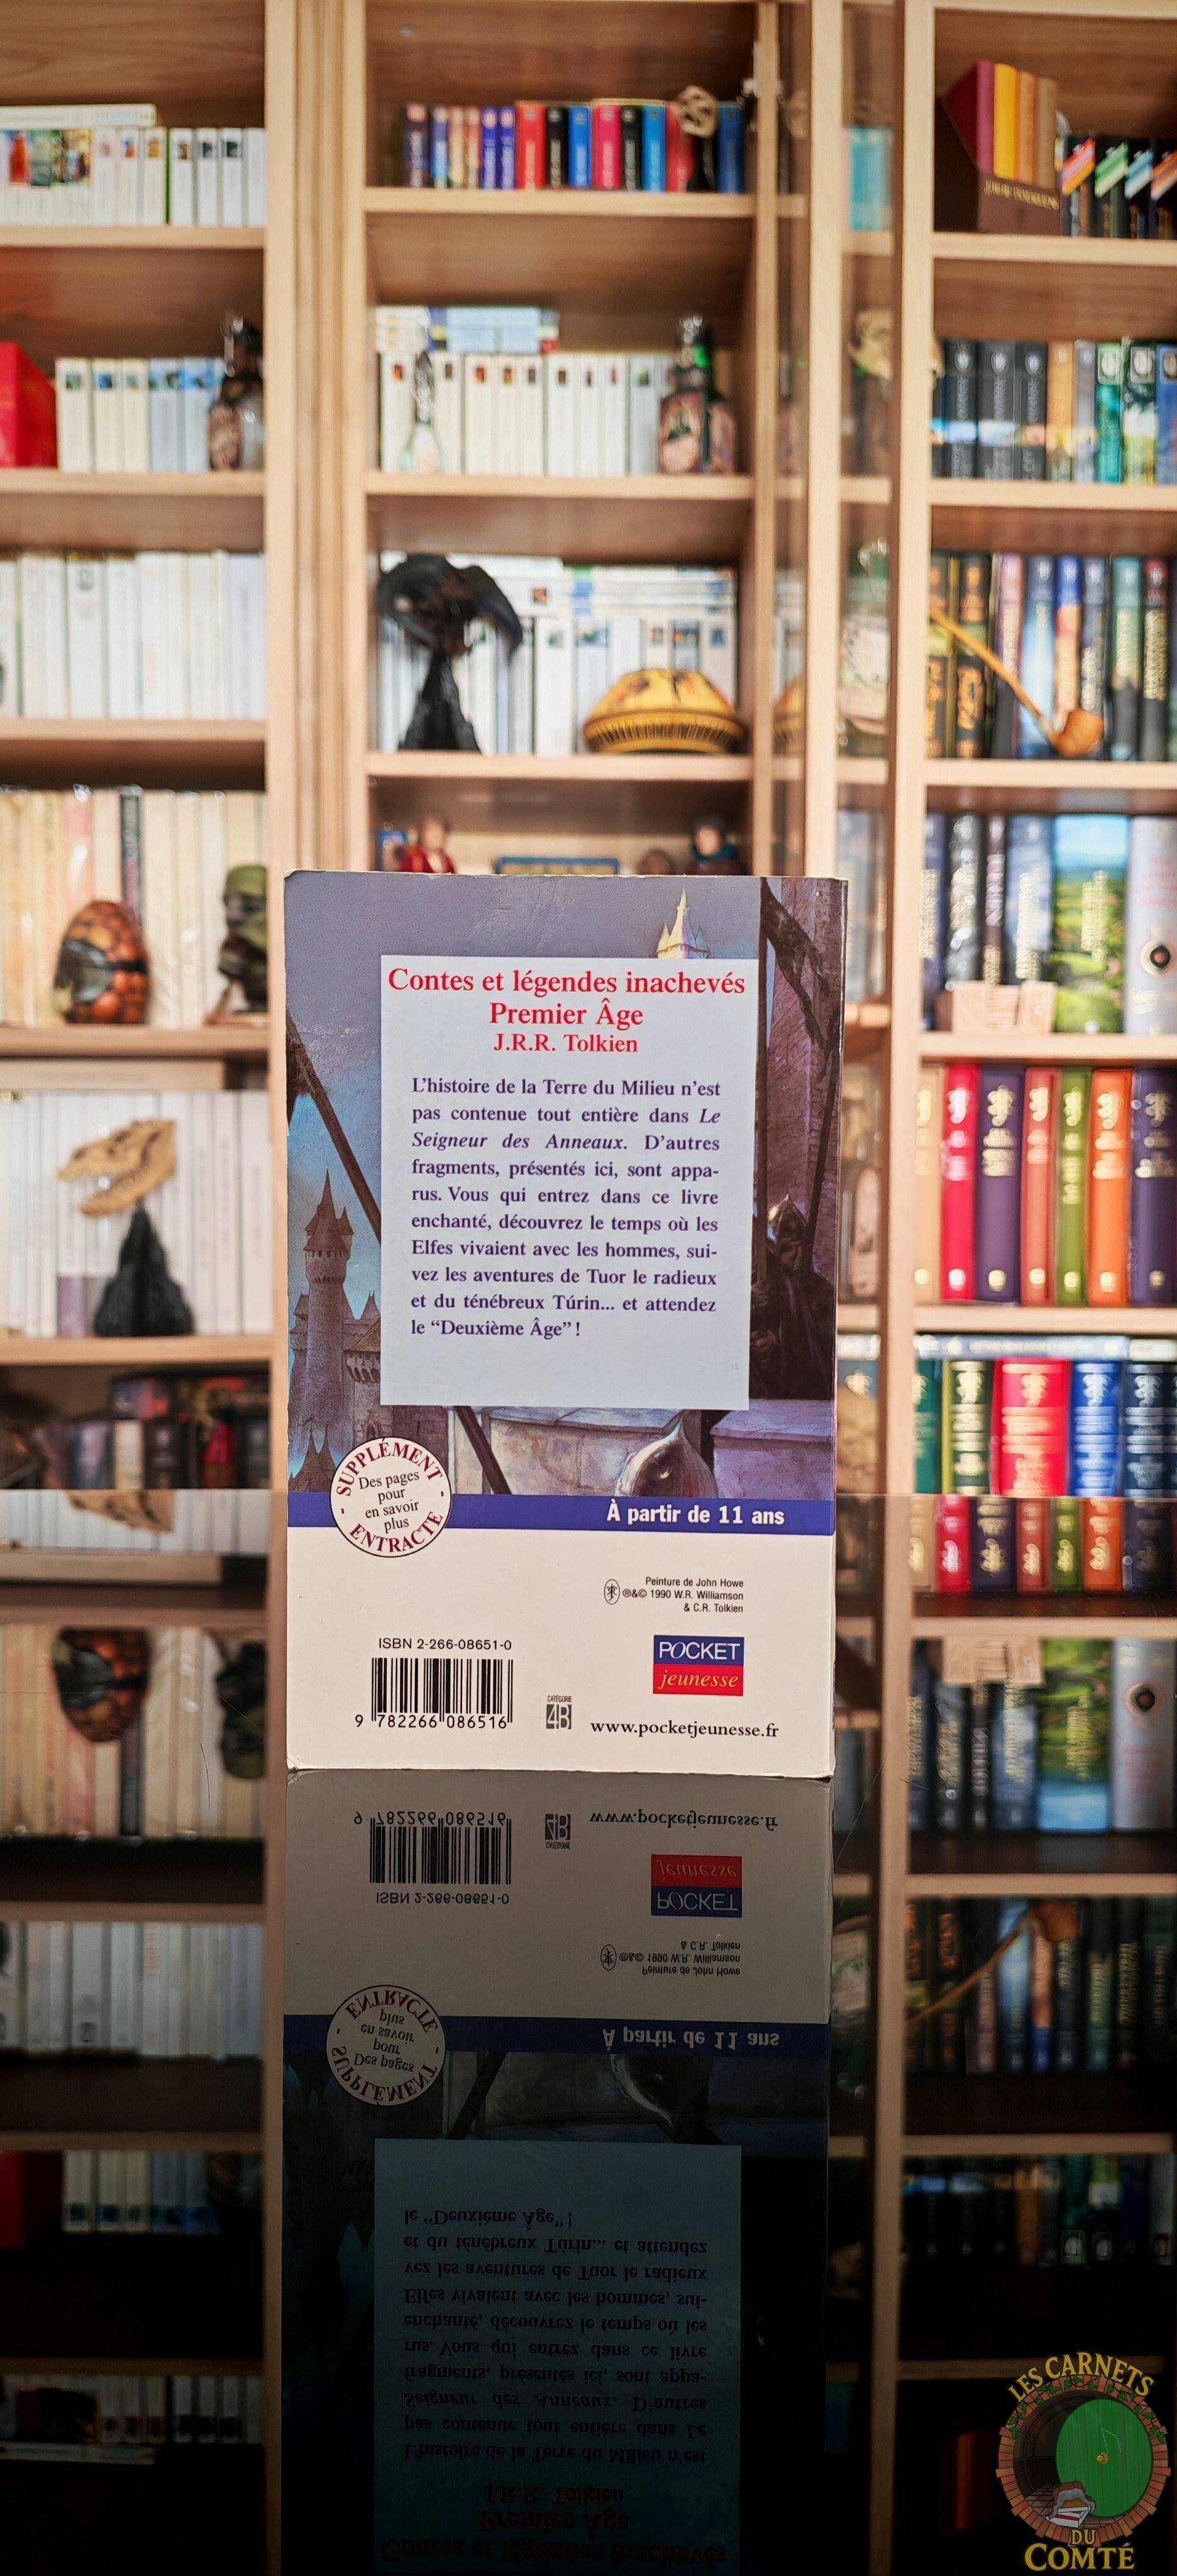 Contes et légendes inachevés
Premier Âge
J.R.R. Tolkien
L'histoire de la Terre du Milieu n'est
pas contenue tout entière dans Le
Seigneur des Anneaux. D'autres
fragments, présentés ici, sont appa-
rus. Vous qui entrez dans ce livre
enchanté, découvrez le temps où les
Elfes vivaient avec les hommes, sui-
vez les aventures de Tuor le radieux
et du ténébreux Túrin... et attendez
le “Deuxième Âge” !
- SUPPLÉMENT -
Des pages
pour
en savoir
plus
ENTRACTE
À partir de 11 ans
Peinture de John Howe
®&© 1990 W.R. Williamson
& C.R. Tolkien
ISBN 2-266-08651-0
9 782266 086516
CATÉGORIE
4B
POCKET
jeunesse
www.pocketjeunesse.fr
LES CARNETS
DU
COMTÉ